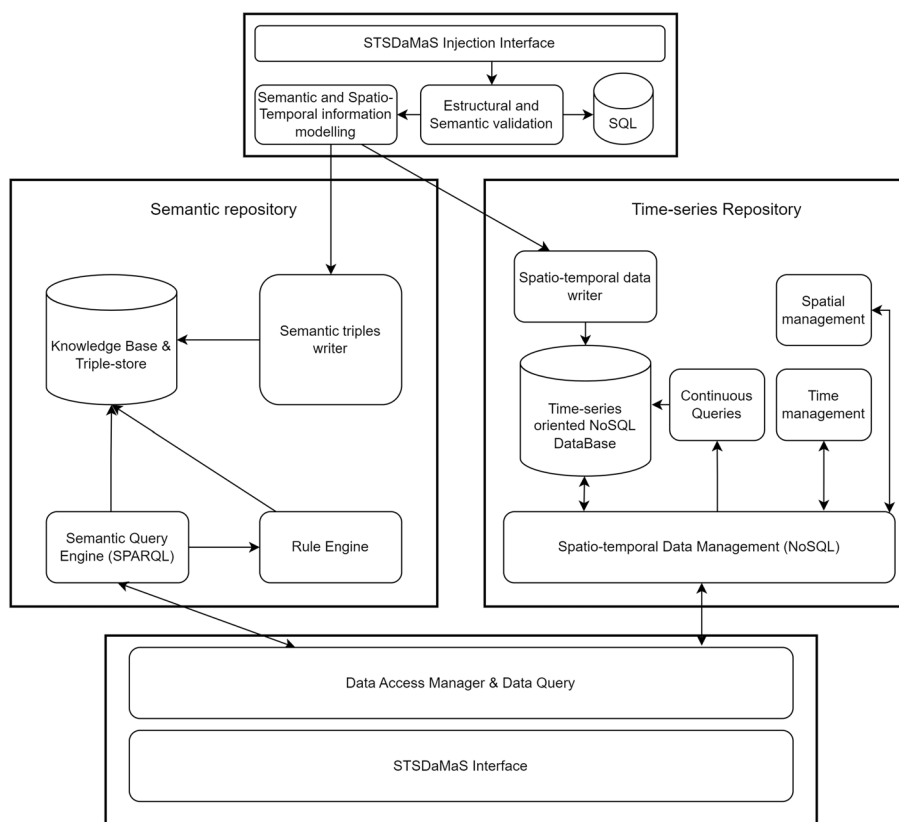 STSDaMaS Injection Interface
Semantic and Spatio-
Temporal information
modelling
Estructural and
Semantic validation
SQL
Semantic repository
Knowledge Base &
Triple-store
Semantic triples
writer
Semantic Query
Engine (SPARQL)
Rule Engine
Time-series Repository
Spatio-temporal data
writer
Spatial
management
Time-series
oriented NoSQL
DataBase
Continuous
Queries
Time
management
Spatio-temporal Data Management (NoSQL)
Data Access Manager & Data Query
STSDaMaS Interface